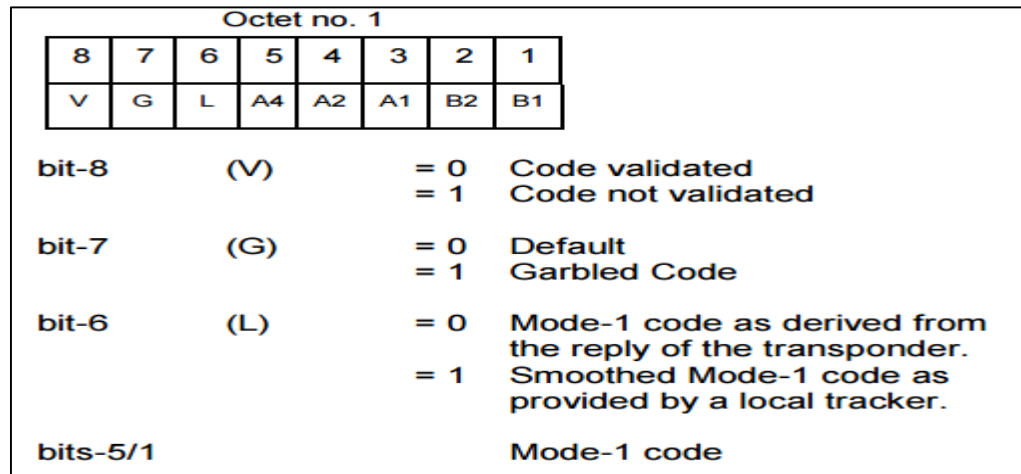 Octet no. 1
8 7 6 5 4 3 2 1
V G L A4 A2 A1 B2 B1
bit-8 (V) = 0 Code validated
= 1 Code not validated
bit-7 (G) = 0 Default
= 1 Garbled Code
bit-6 (L) = 0 Mode-1 code as derived from
the reply of the transponder.
= 1 Smoothed Mode-1 code as
provided by a local tracker.
bits-5/1 Mode-1 code